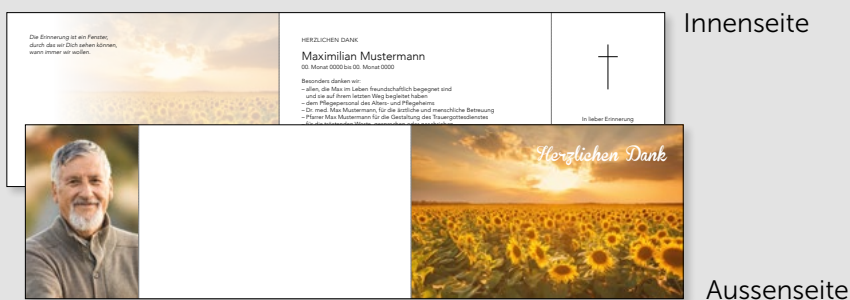 Innenseite
Die Erinnerung ist ein Fenster,
durch das wir Dich sehen können,
wann immer wir wollen.
HERZLICHEN DANK
Maximilian Mustermann
00. Monat 0000 bis 00. Monat 0000
Besonders danken wir:
– allen, die Max im Leben freundschaftlich begegnet sind
und sie auf ihrem letzten Weg begleitet haben
– dem Pflegepersonal des Alters- und Pflegeheims
– Dr. med. Max Mustermann, für die ärztliche und menschliche Betreuung
– Pfarrer Max Mustermann für die Gestaltung des Trauergottesdienstes
In lieber Erinnerung
Herzlichen Dank
Aussenseite